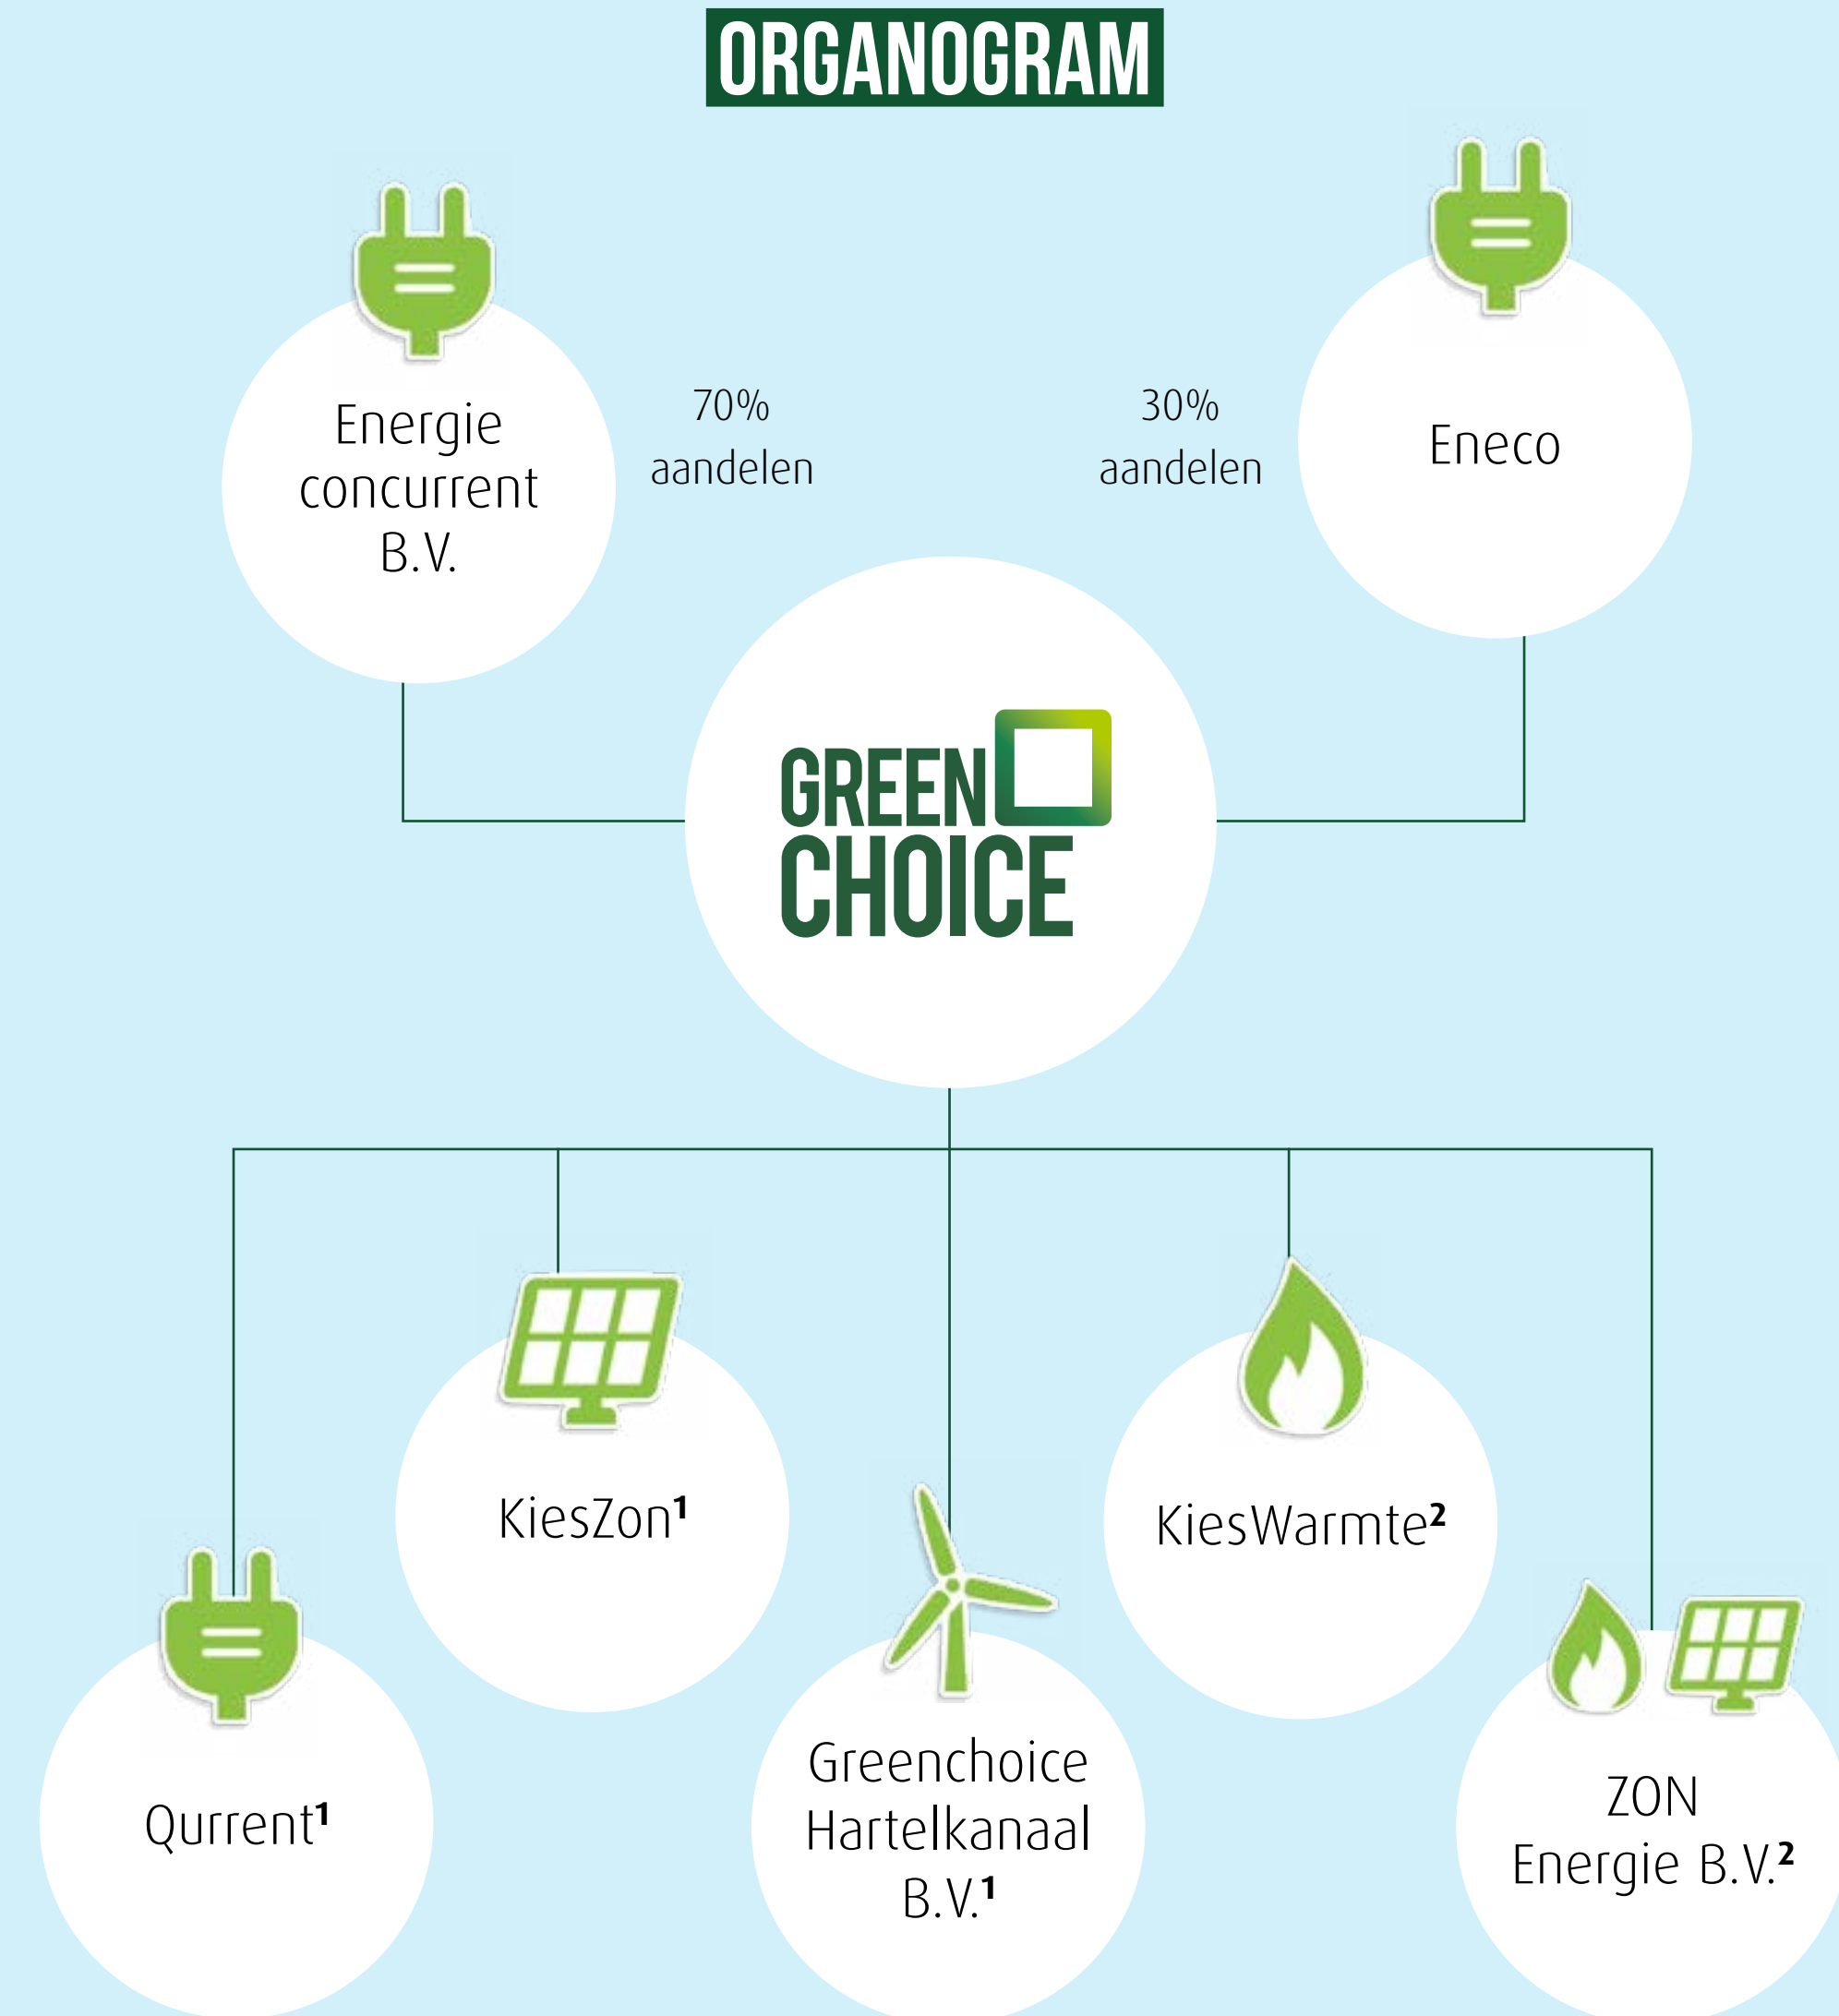 ORGANOGRAM
Energie
concurrent
B.V.
70%
aandelen
30%
aandelen
Eneco
GREEN
CHOICE
KiesZon¹
KiesWarmte²
Qurrent¹
Greenchoice
Hartelkanaal
B.V.¹
ZON
Energie B.V.²